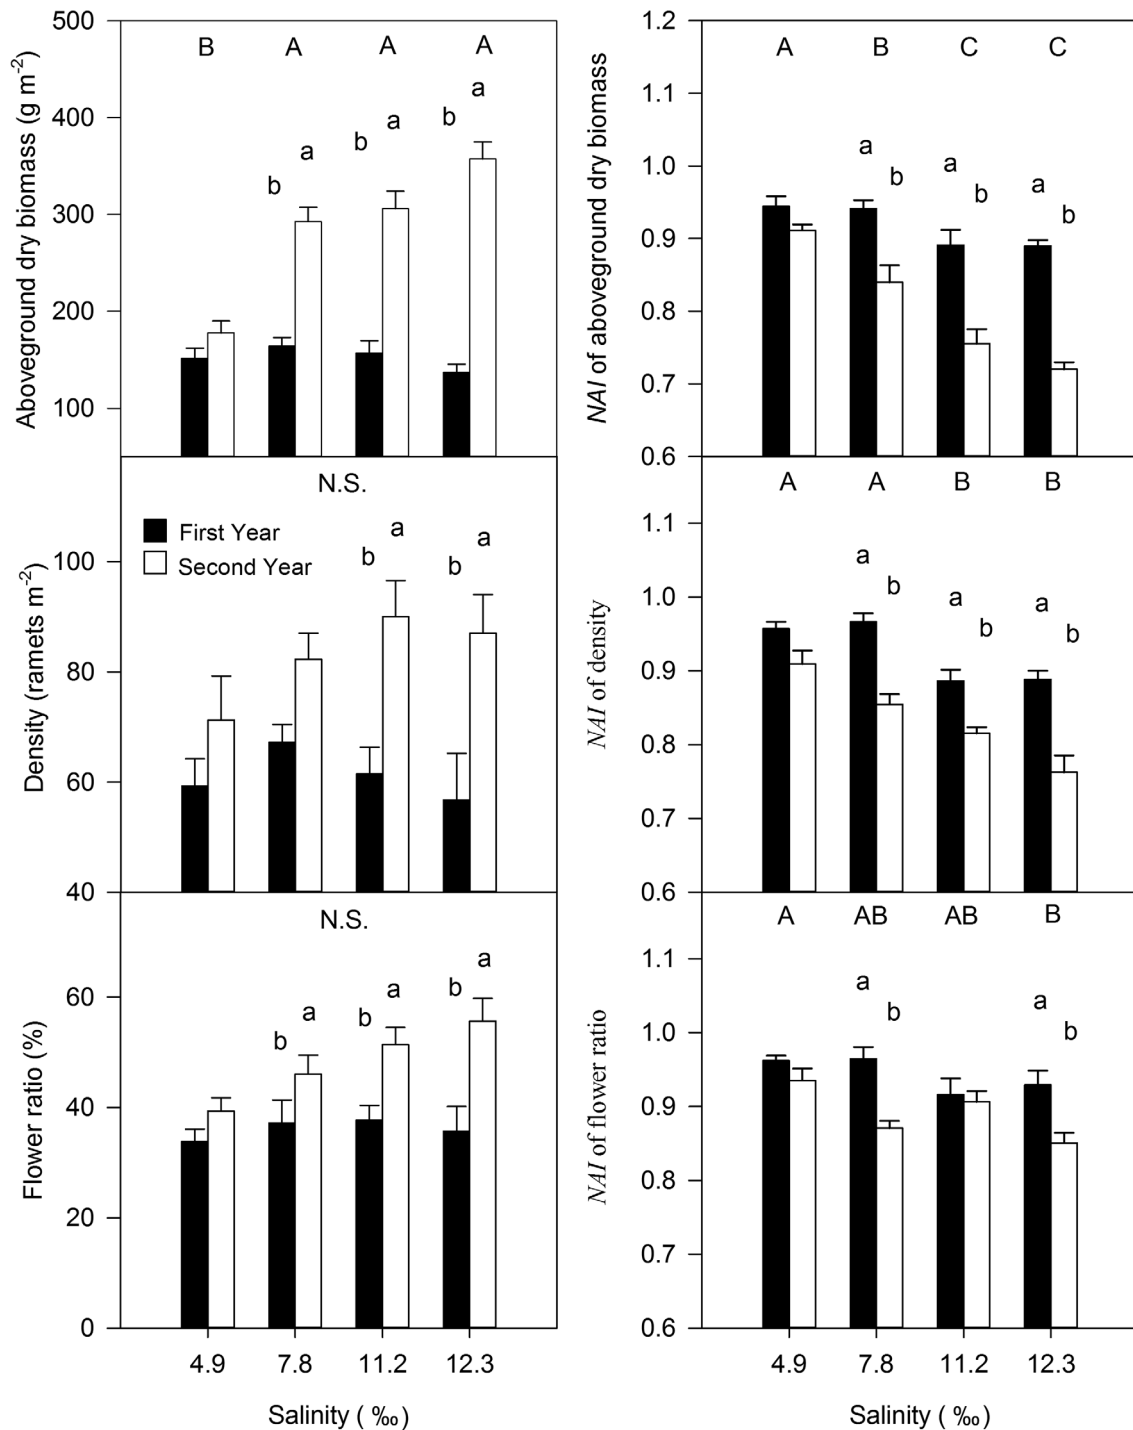 Aboveground dry biomass (g m-2)
500
400
300
200
100
B A A A
b a b a b a
NAI of aboveground dry biomass
1.2
1.1
1.0
0.9
0.8
0.7
0.6
A B C C
a b a b a b
Density (ramets m-2)
100
80
60
40
N.S.
First Year
Second Year
b a b a
NAI of density
1.1
1.0
0.9
0.8
0.7
0.6
A A B B
a b a b a b
Flower ratio (%)
60
40
20
0
N.S.
b a b a b a
4.9 7.8 11.2 12.3
Salinity ( ‰)
NAI of flower ratio
1.1
1.0
0.9
0.8
0.7
0.6
A AB AB B
a b a b
4.9 7.8 11.2 12.3
Salinity ( ‰)